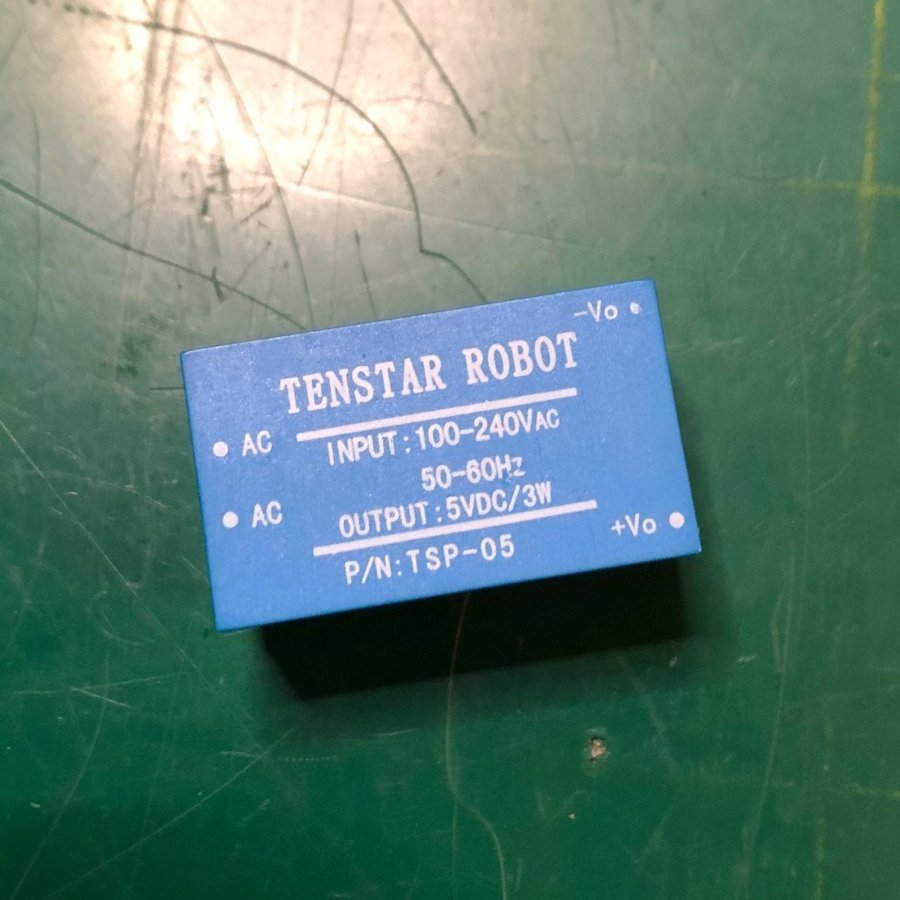 -Vo
TENSTAR ROBOT
AC
INPUT:100-240VAC
50-60Hz
AC
OUTPUT:5VDC/3W
+Vo
P/N:TSP-05